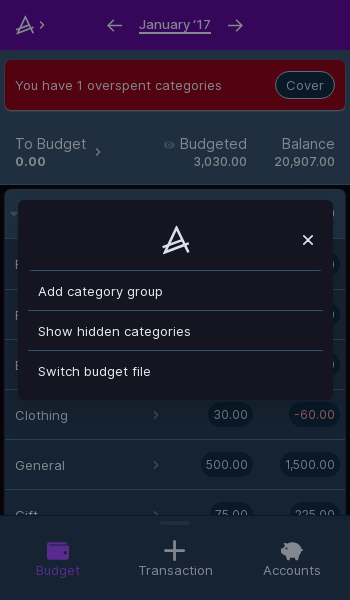 January ‘17
You have 1 overspent categories
Cover
To Budget
Budgeted
Balance
0.00
3,030.00
20,907.00
Add category group
Show hidden categories
Switch budget file
Clothing
30.00
-60.00
General
500.00
1,500.00
Gift
75.00
225.00
Budget
Transaction
Accounts